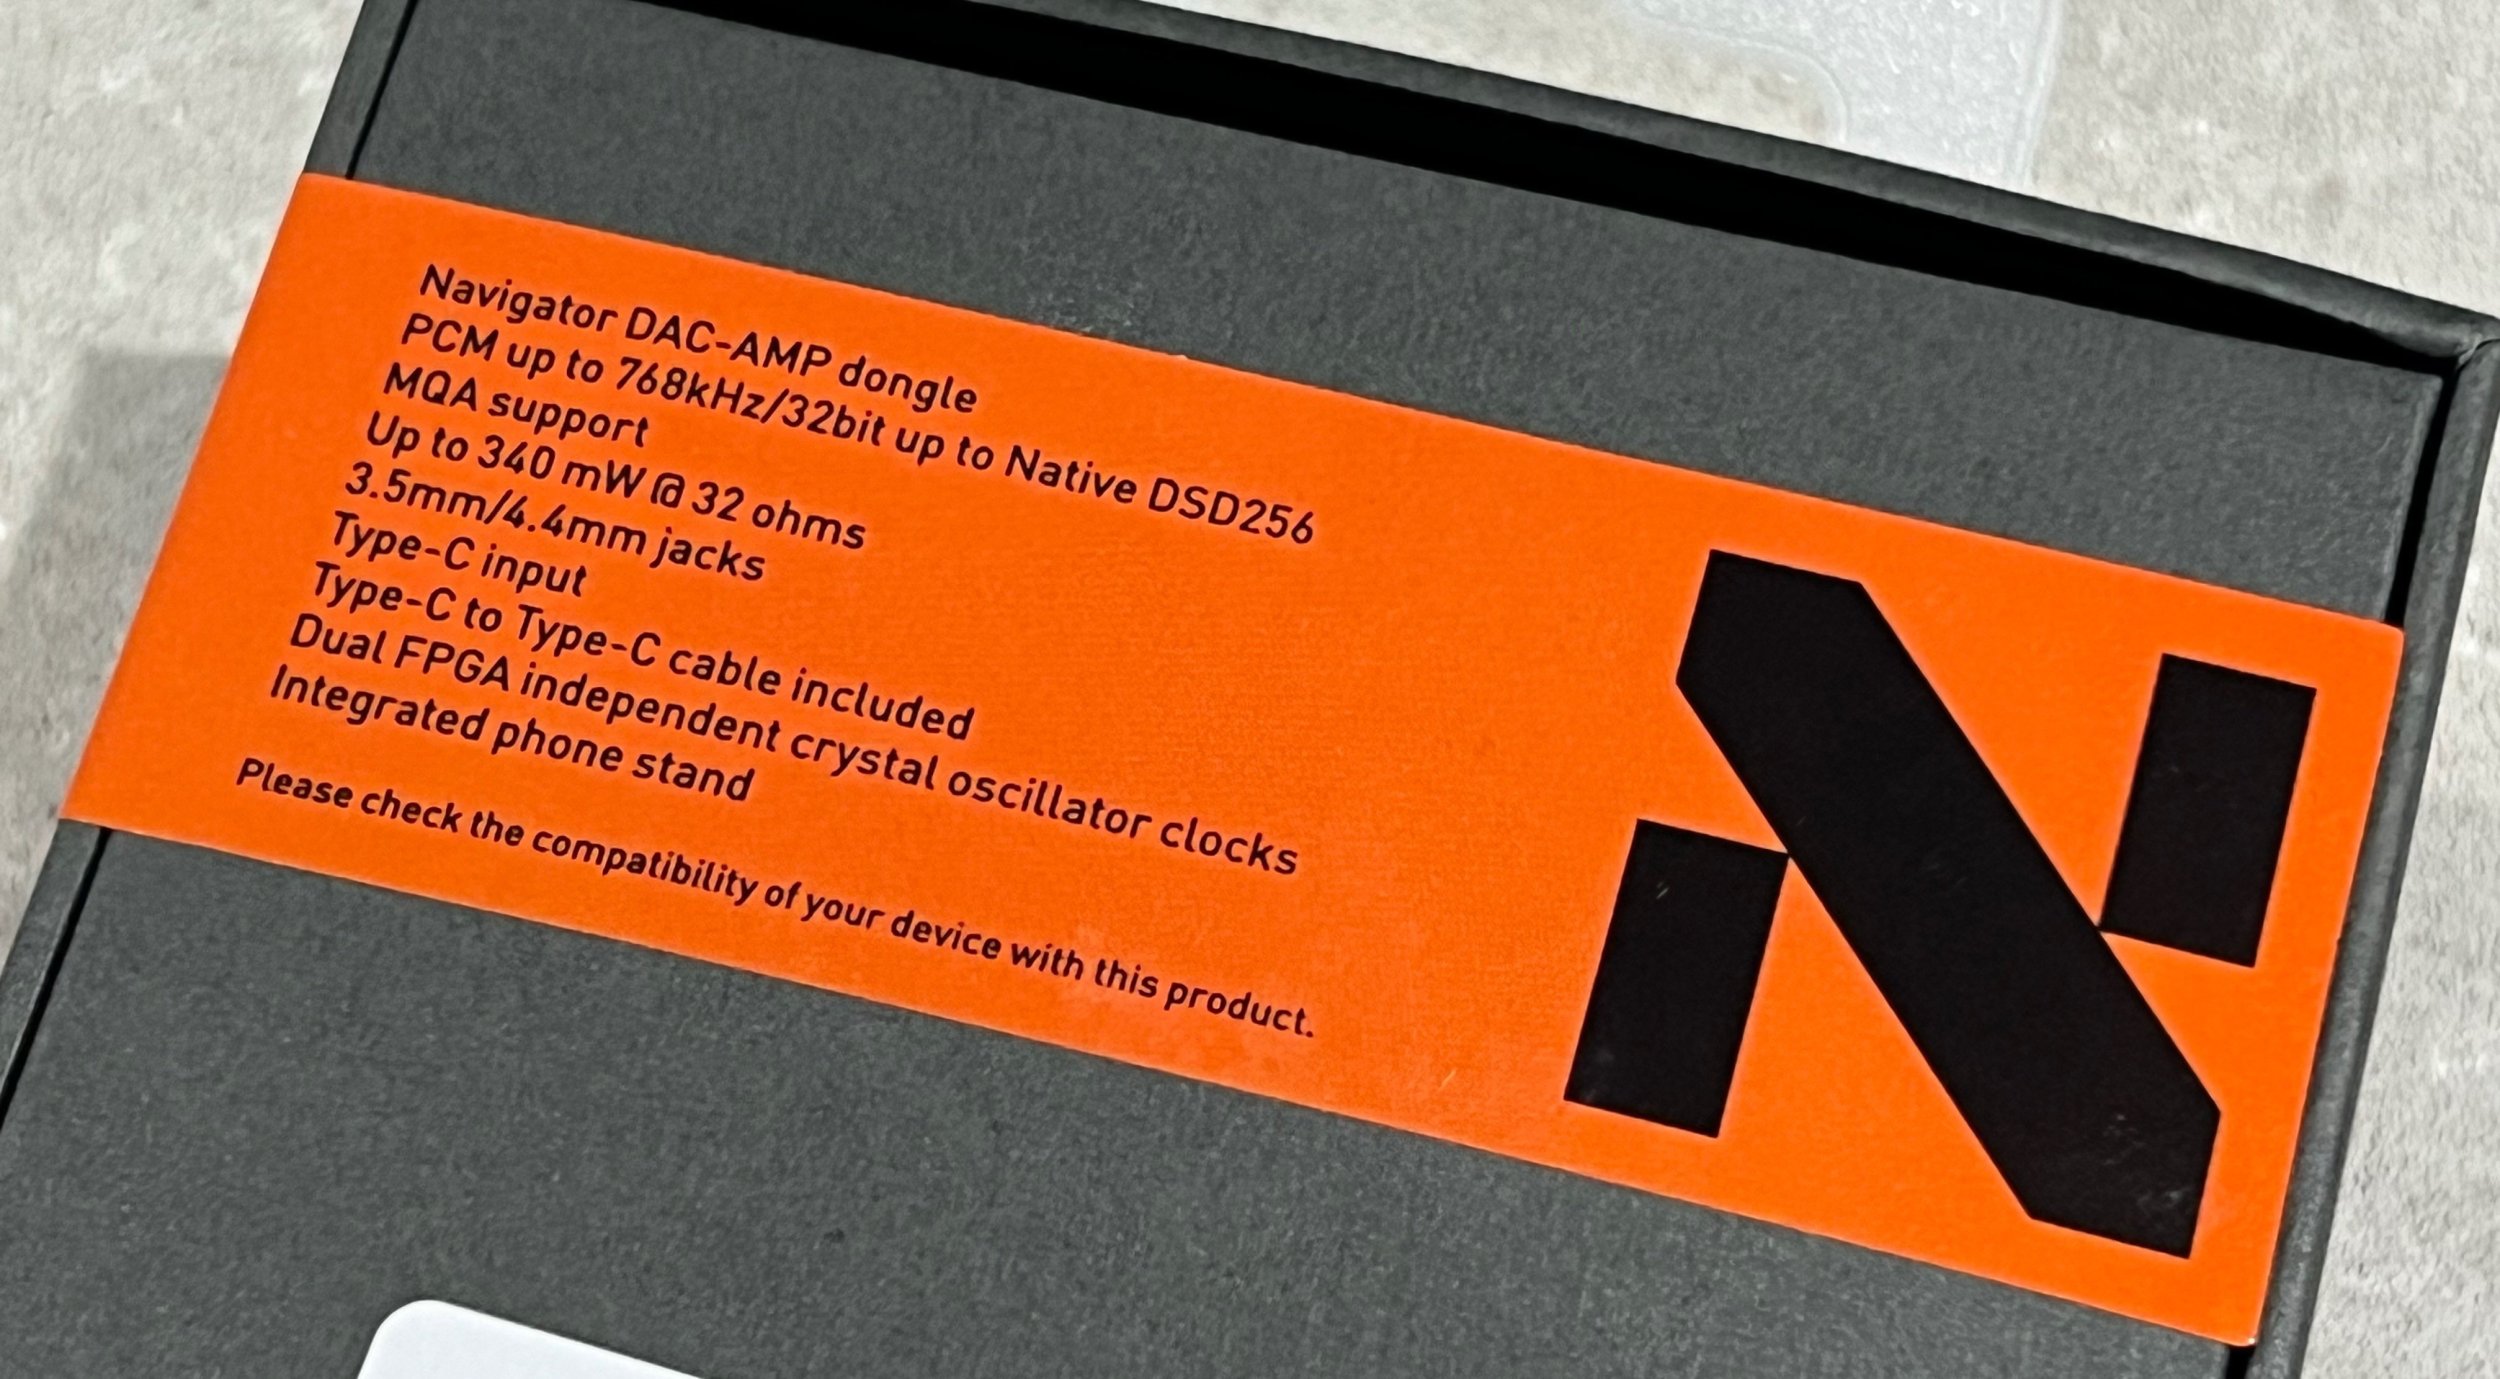 Navigator DAC-AMP dongle
PCM up to 768kHz/32bit up to Native DSD256
MQA support
Up to 340 mW @ 32 ohms
3.5mm/4.4mm jacks
Type-C input
Type-C to Type-C cable included
Dual FPGA independent crystal oscillator clocks
Integrated phone stand
Please check the compatibility of your device with this product.
N